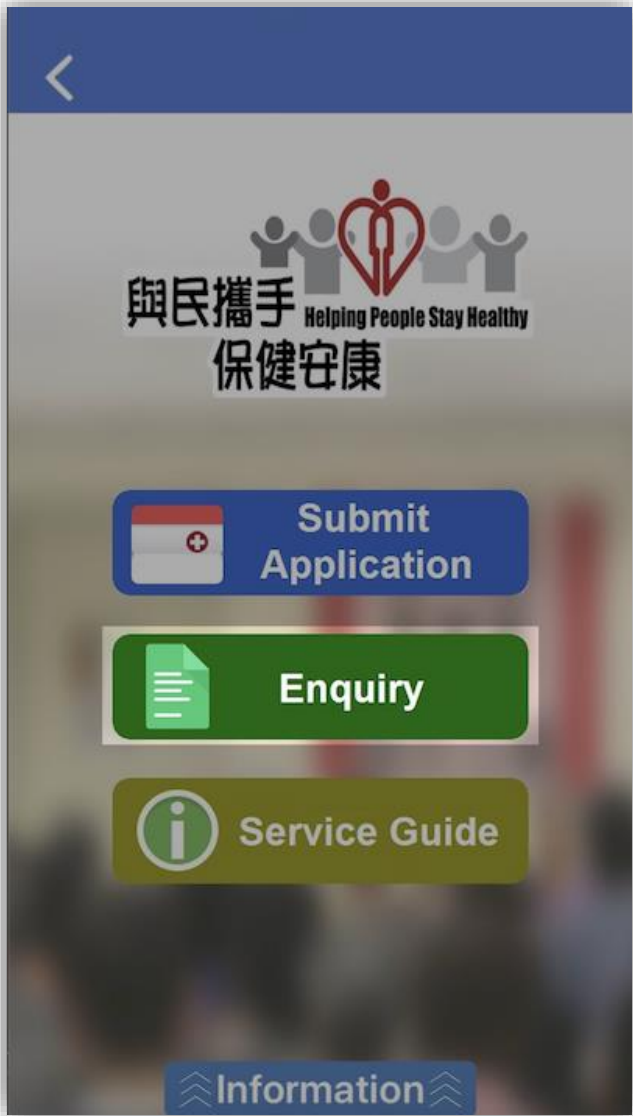 與民攜手 Helping People Stay Healthy
保健安康
Submit
Application
Enquiry
Service Guide
Information